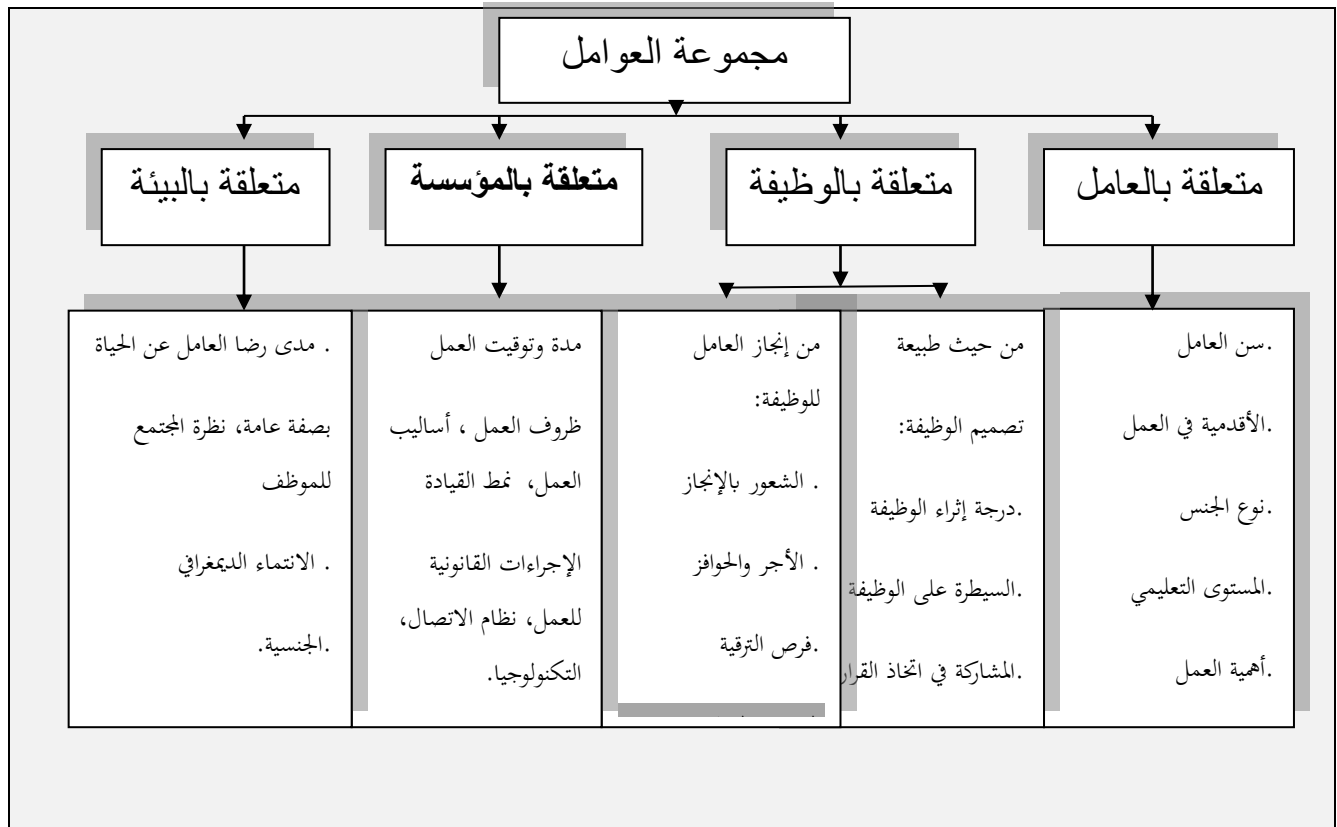 مجموعة العوامل
متعلقة بالعامل
متعلقة بالوظيفة
متعلقة بالمؤسسة
متعلقة بالبيئة
.سن العامل
.الأقدمية في العمل
.نوع الجنس
.المستوى التعليمي
.أهمية العمل
من حيث طبيعة
تصميم الوظيفة:
.درجة إثراء الوظيفة
.السيطرة على الوظيفة
.المشاركة في اتخاذ القرار
من إنجاز العامل
للوظيفة:
. الشعور بالإنجاز
. الأجر والحوافز
.فرص الترقية
مدة وتوقيت العمل
ظروف العمل ، أساليب
العمل، نمط القيادة
الإجراءات القانونية
للعمل، نظام الاتصال،
التكنولوجيا.
. مدى رضا العامل عن الحياة
بصفة عامة، نظرة المجتمع
للموظف
. الانتماء الديمغرافي
.الجنسية.